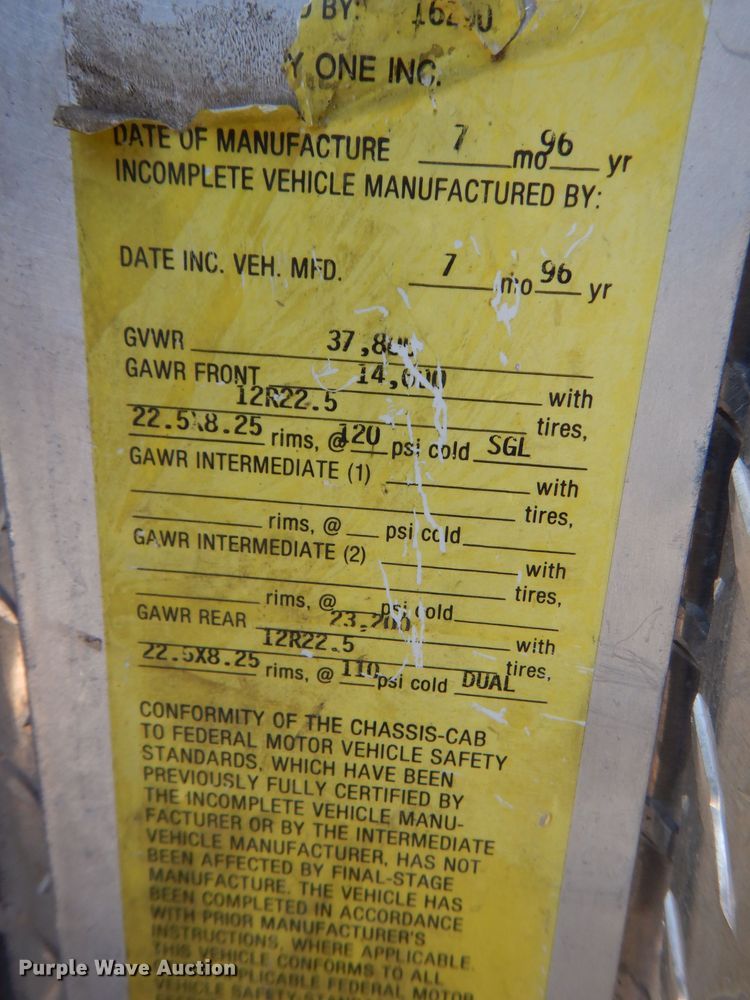 BY:
Y ONE INC.
DATE OF MANUFACTURE 7 mo 96 yr
INCOMPLETE VEHICLE MANUFACTURED BY:
DATE INC. VEH. MFD. 7 mo 96 yr
GVWR 37,800
GAWR FRONT 14,000 with
12R22.5 tires,
22.5X8.25 rims, @ 120 psi cold SGL
GAWR INTERMEDIATE (1) with
tires,
rims, @ psi cold
GAWR INTERMEDIATE (2) with
tires,
rims, @ psi cold
GAWR REAR 23,200 with
12R22.5 tires,
22.5X8.25 rims, @ 110 psi cold DUAL
CONFORMITY OF THE CHASSIS-CAB
TO FEDERAL MOTOR VEHICLE SAFETY
STANDARDS, WHICH HAVE BEEN
PREVIOUSLY FULLY CERTIFIED BY
THE INCOMPLETE VEHICLE MANU-
FACTURER OR BY THE INTERMEDIATE
VEHICLE MANUFACTURER, HAS NOT
BEEN AFFECTED BY FINAL-STAGE
MANUFACTURE. THE VEHICLE HAS
BEEN COMPLETED IN ACCORDANCE
WITH PRIOR MANUFACTURER'S
INSTRUCTIONS, WHERE APPLICABLE.
THIS VEHICLE CONFORMS TO ALL
APPLICABLE FEDERAL MOTOR
VEHICLE SAFETY
Purple Wave Auction